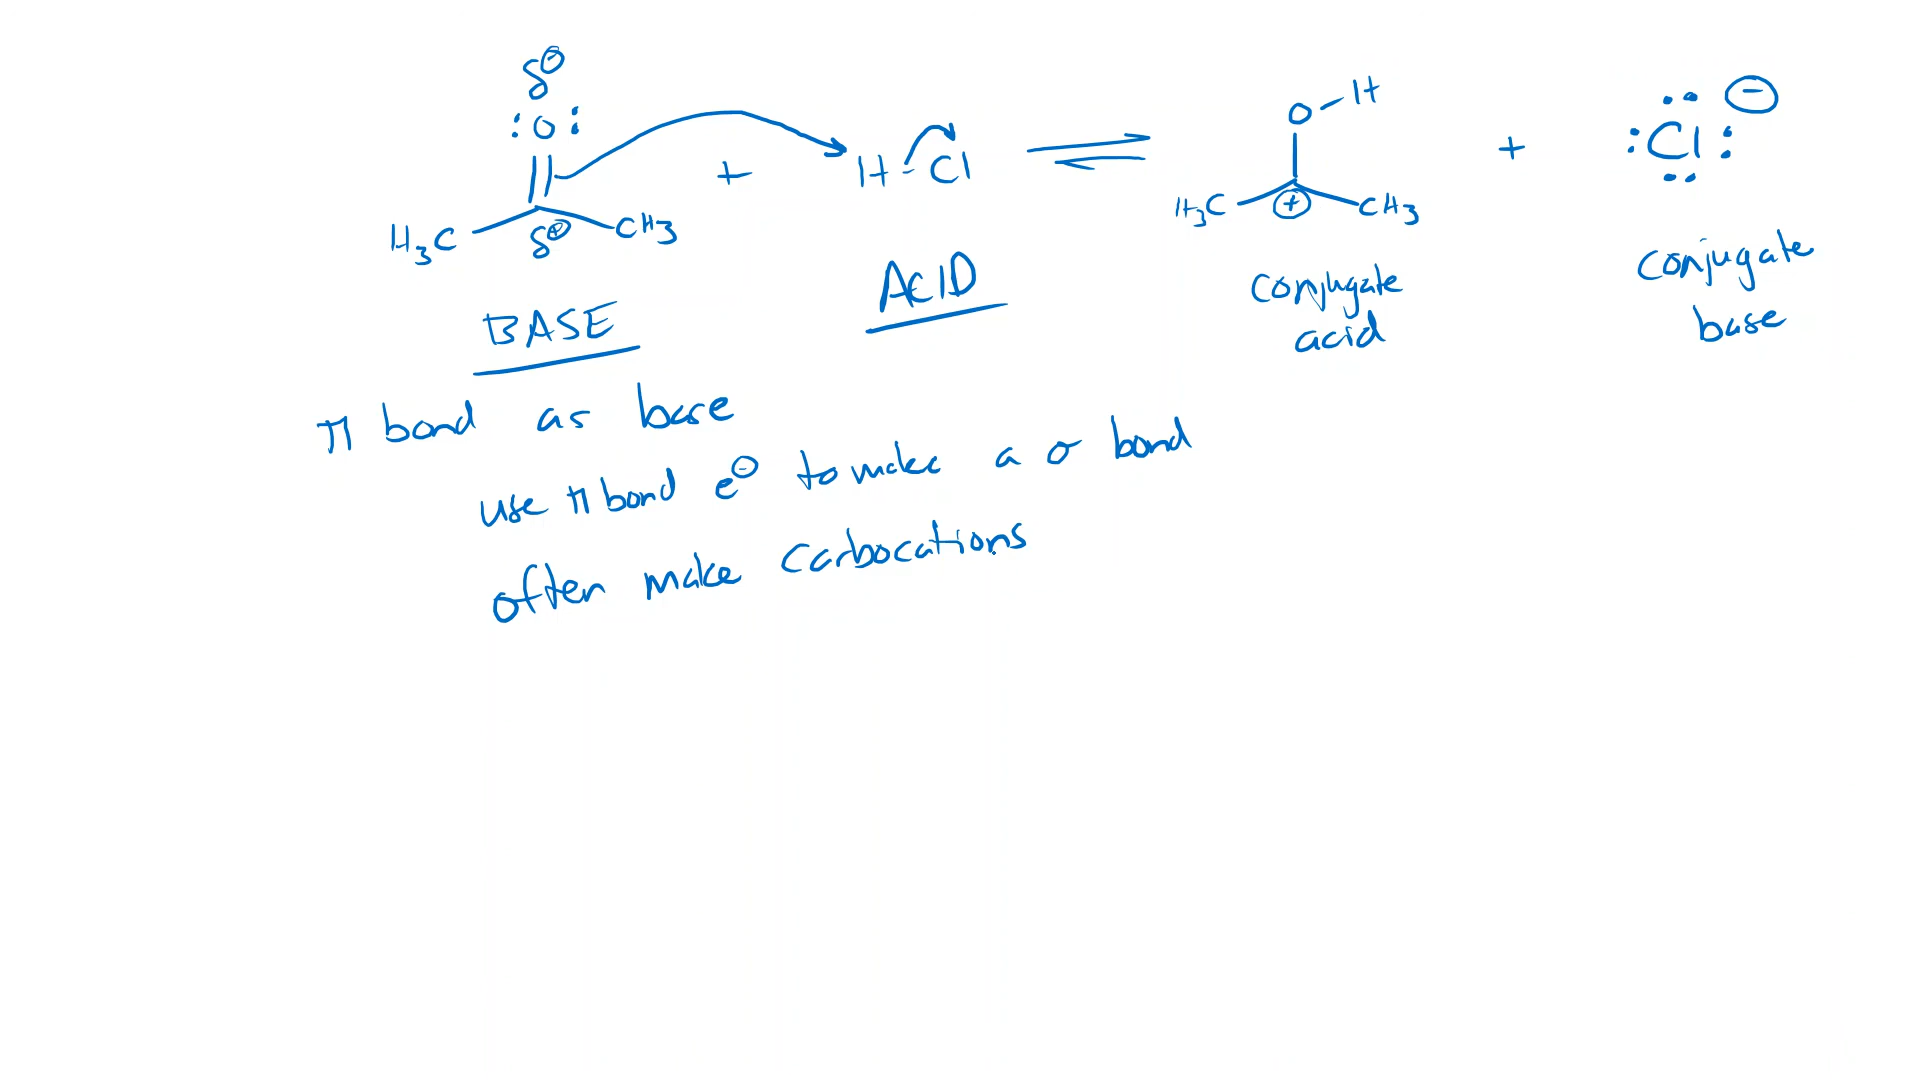 δ⊖
:O:
H₃C δ⊕ CH₃ + H-Cl ⇌
O-H
H₃C ⊕ CH₃ + :Cl: ⊖
BASE
ACID
conjugate
acid
conjugate
base
π bond as base
use π bond e⊖ to make a σ bond
often make carbocations